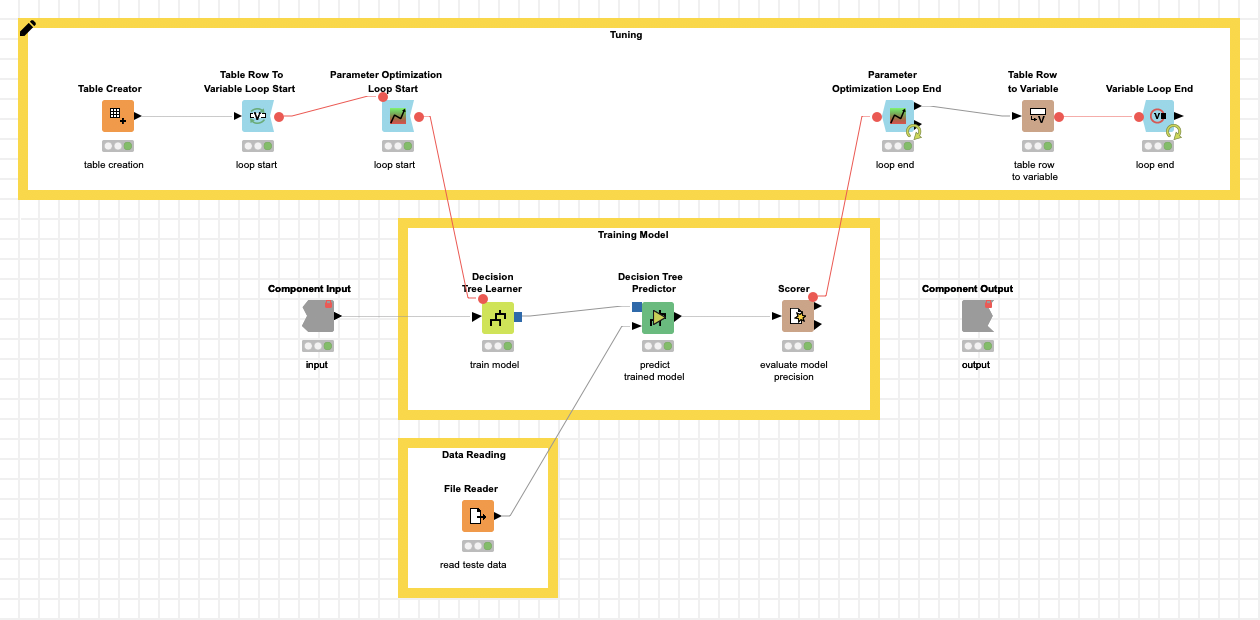 Tuning
Table Creator
table creation
Table Row To
Variable Loop Start
loop start
Parameter Optimization
Loop Start
loop start
Parameter
Optimization Loop End
loop end
Table Row
to Variable
table row
to variable
Variable Loop End
loop end
Training Model
Component Input
input
Decision
Tree Learner
train model
Decision Tree
Predictor
predict
trained model
Scorer
evaluate model
precision
Component Output
output
Data Reading
File Reader
read teste data